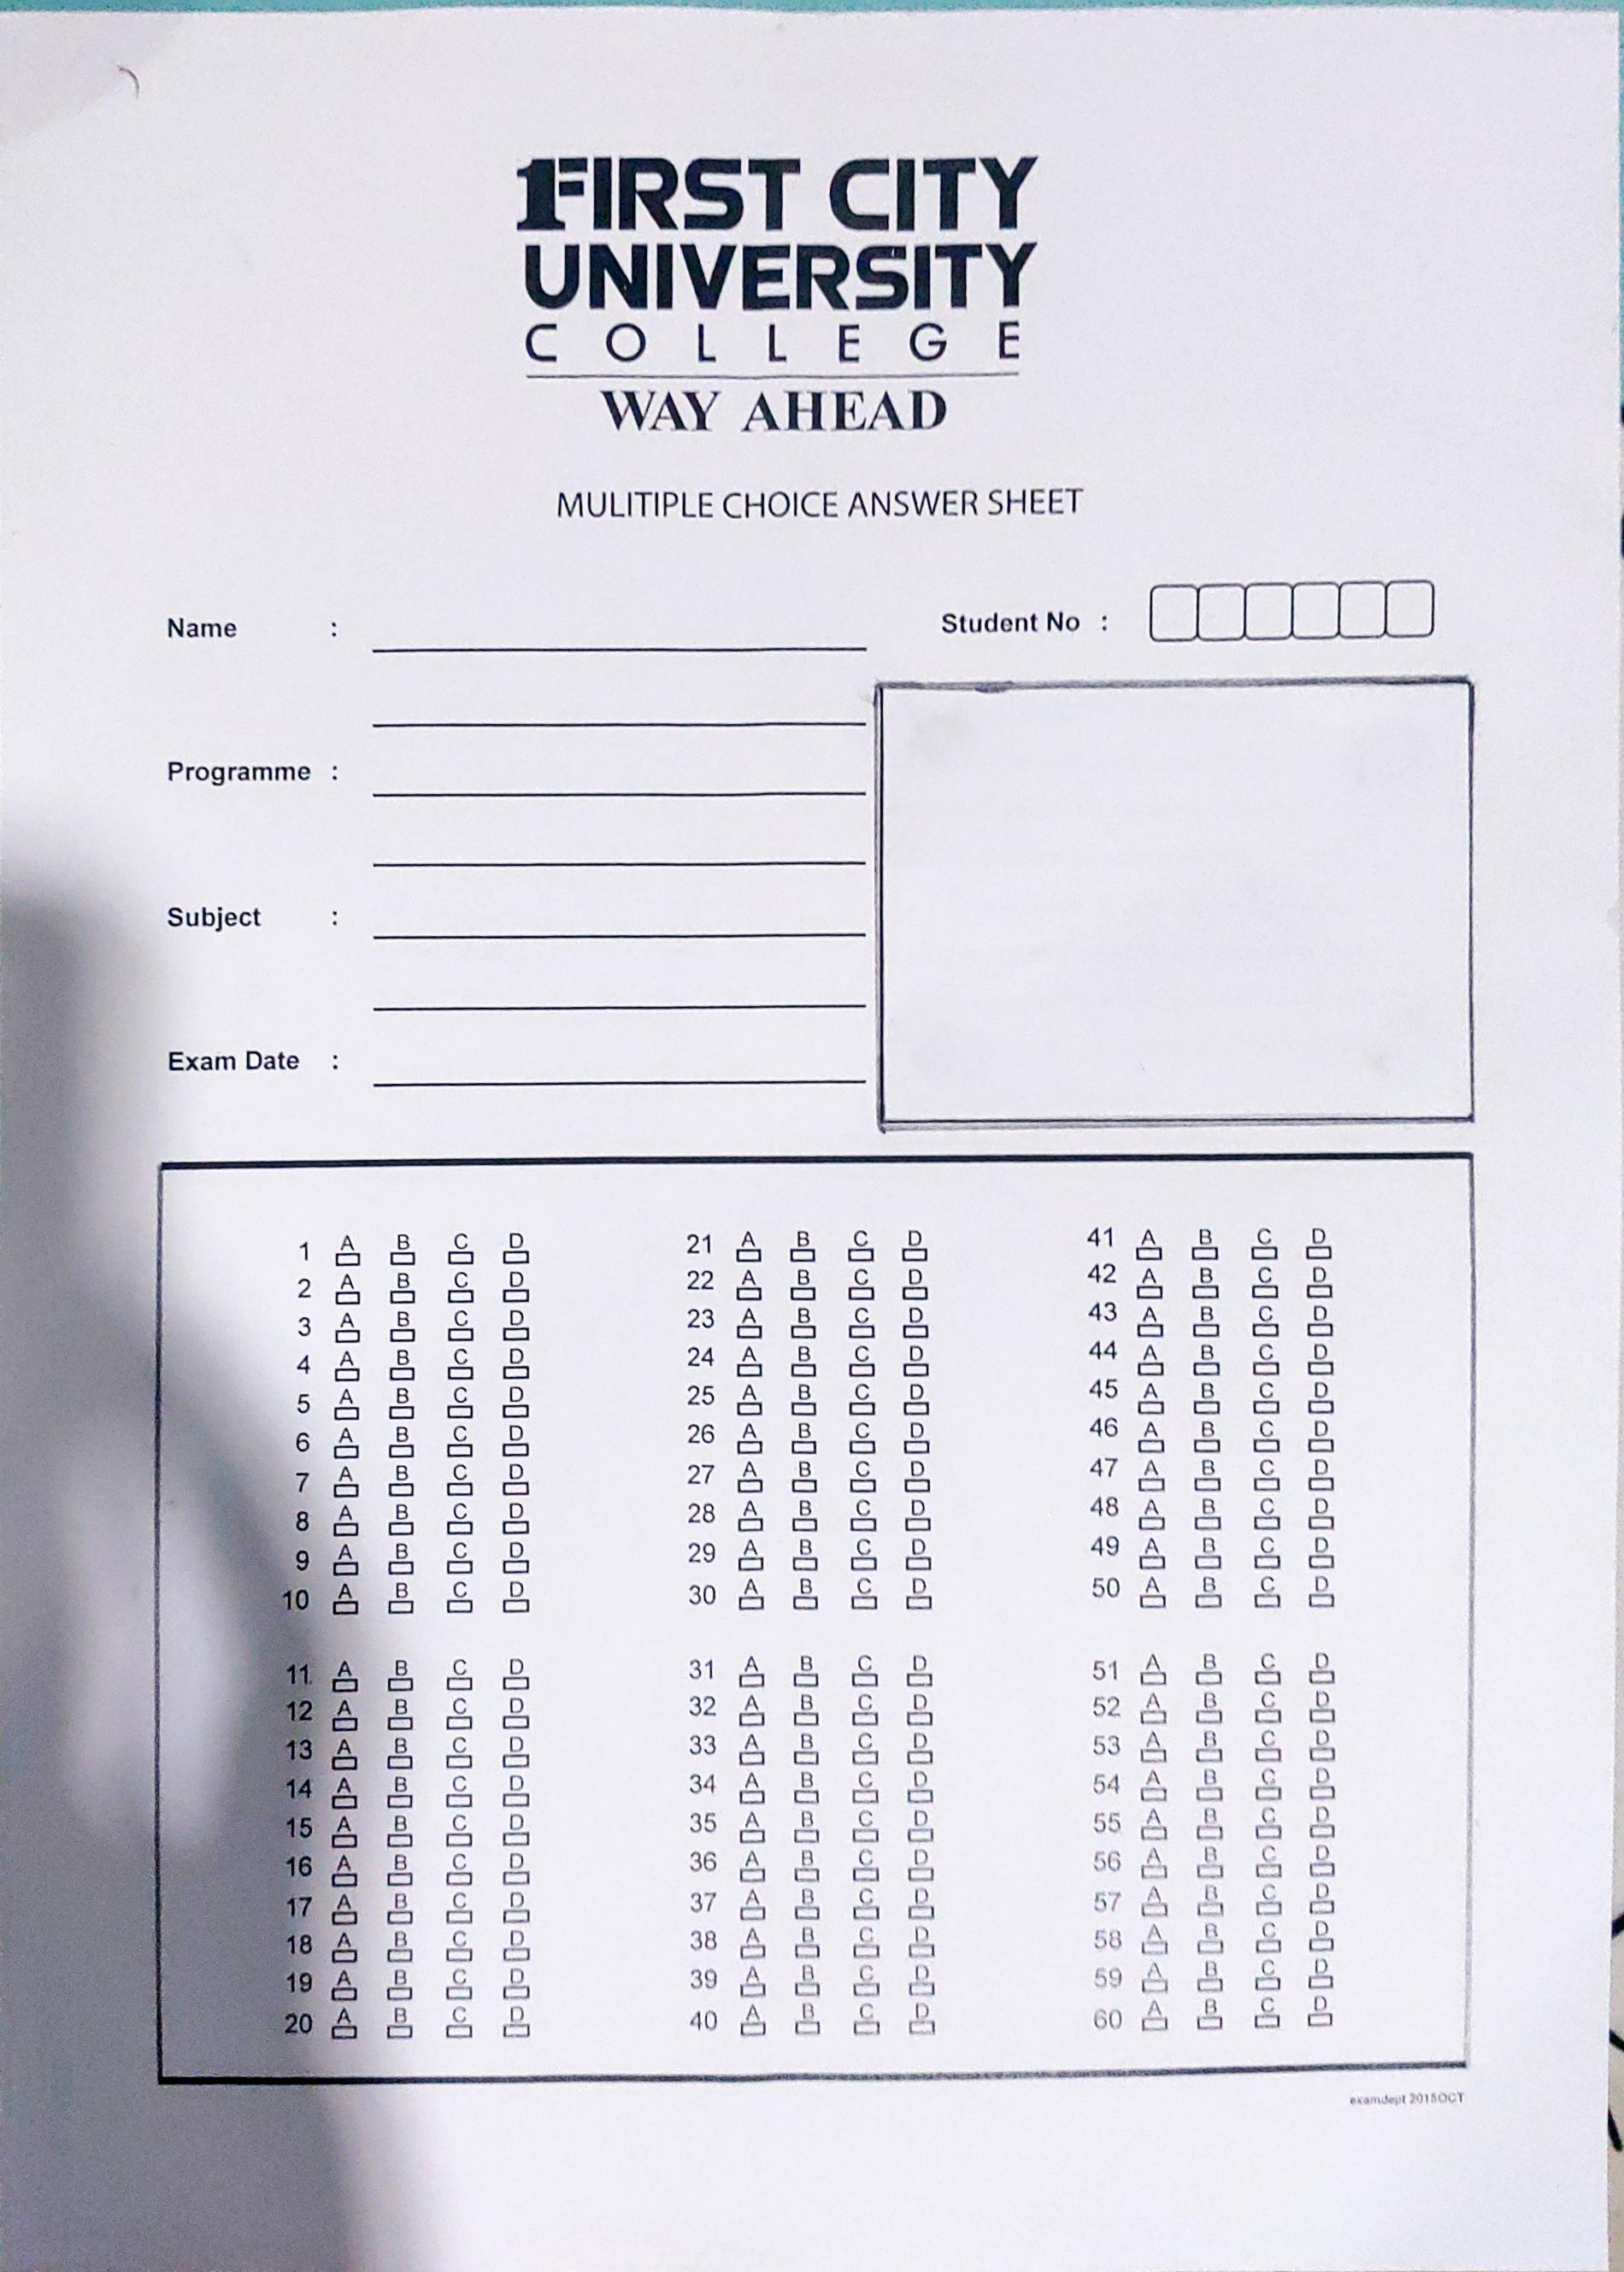 1FIRST CITY
UNIVERSITY
COLLEGE
WAY AHEAD
MULITIPLE CHOICE ANSWER SHEET
Name :
Student No :
Programme :
Subject :
Exam Date :
1 A B C D 21 A B C D 41 A B C D
2 A B C D 22 A B C D 42 A B C D
3 A B C D 23 A B C D 43 A B C D
4 A B C D 24 A B C D 44 A B C D
5 A B C D 25 A B C D 45 A B C D
6 A B C D 26 A B C D 46 A B C D
7 A B C D 27 A B C D 47 A B C D
8 A B C D 28 A B C D 48 A B C D
9 A B C D 29 A B C D 49 A B C D
10 A B C D 30 A B C D 50 A B C D
11 A B C D 31 A B C D 51 A B C D
12 A B C D 32 A B C D 52 A B C D
13 A B C D 33 A B C D 53 A B C D
14 A B C D 34 A B C D 54 A B C D
15 A B C D 35 A B C D 55 A B C D
16 A B C D 36 A B C D 56 A B C D
17 A B C D 37 A B C D 57 A B C D
18 A B C D 38 A B C D 58 A B C D
19 A B C D 39 A B C D 59 A B C D
20 A B C D 40 A B C D 60 A B C D
examdept 2015OCT